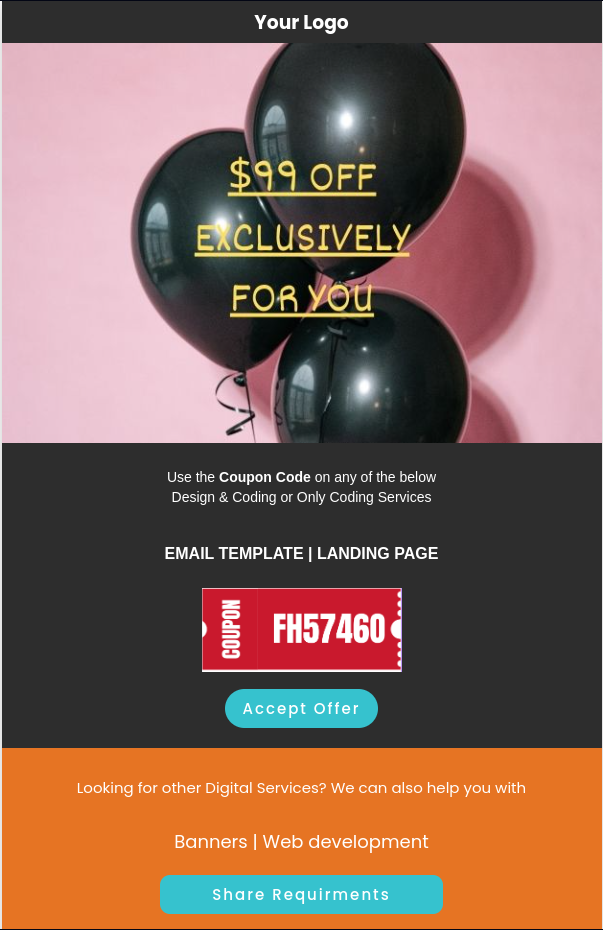 Your Logo
$99 OFF
EXCLUSIVELY
FOR YOU
Use the Coupon Code on any of the below
Design & Coding or Only Coding Services
EMAIL TEMPLATE | LANDING PAGE
COUPON
FH57460
Accept Offer
Looking for other Digital Services? We can also help you with
Banners | Web development
Share Requirments